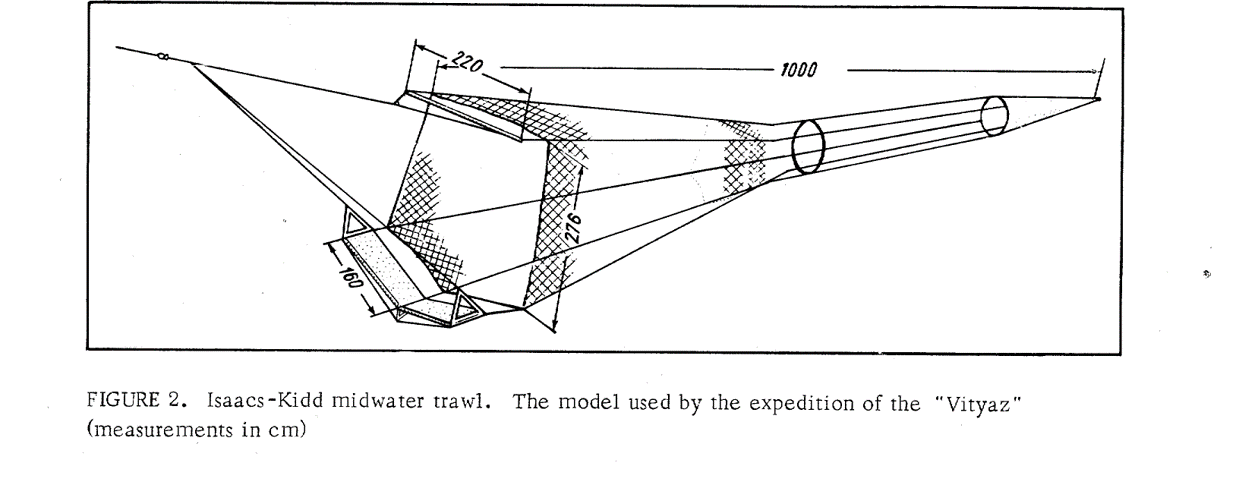 220
1000
276
160
FIGURE 2. Isaacs-Kidd midwater trawl. The model used by the expedition of the "Vityaz"
(measurements in cm)